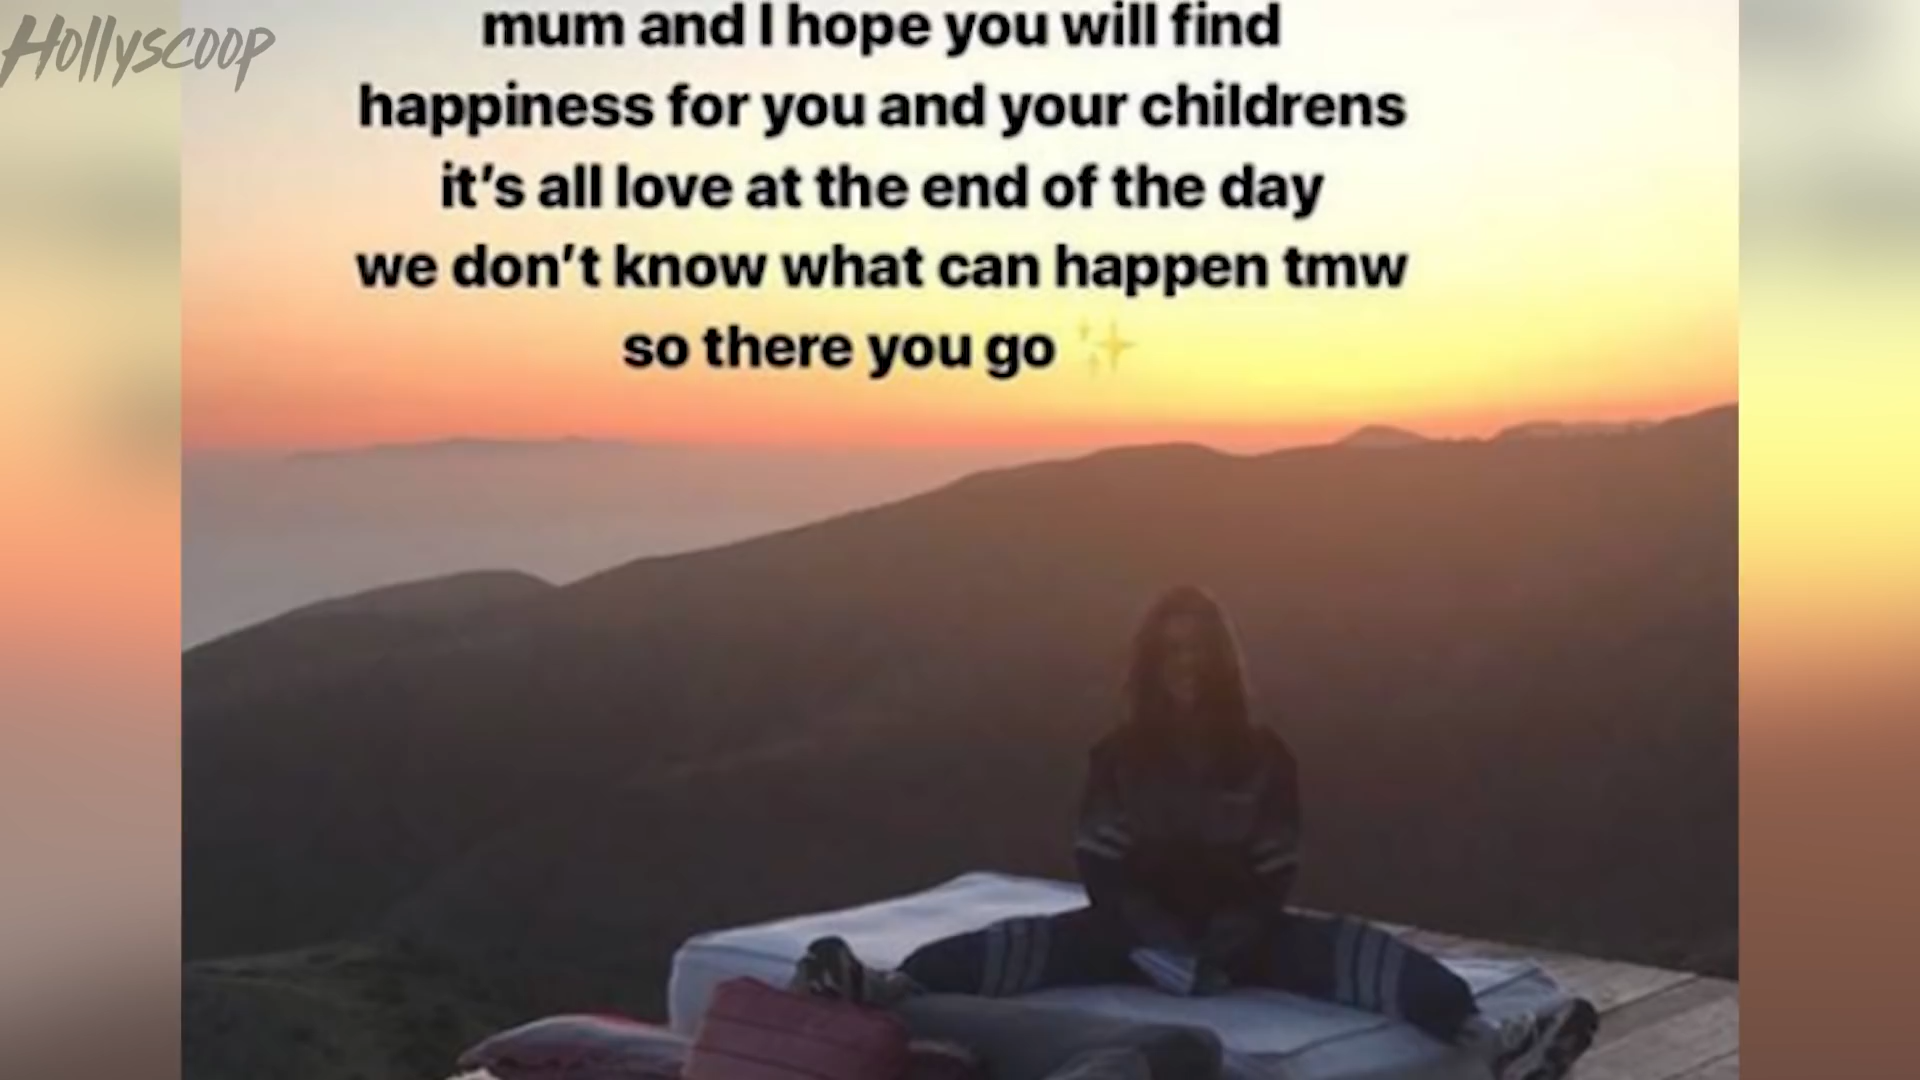 Hollyscoop
mum and I hope you will find
happiness for you and your childrens
it's all love at the end of the day
we don't know what can happen tmw
so there you go ✨